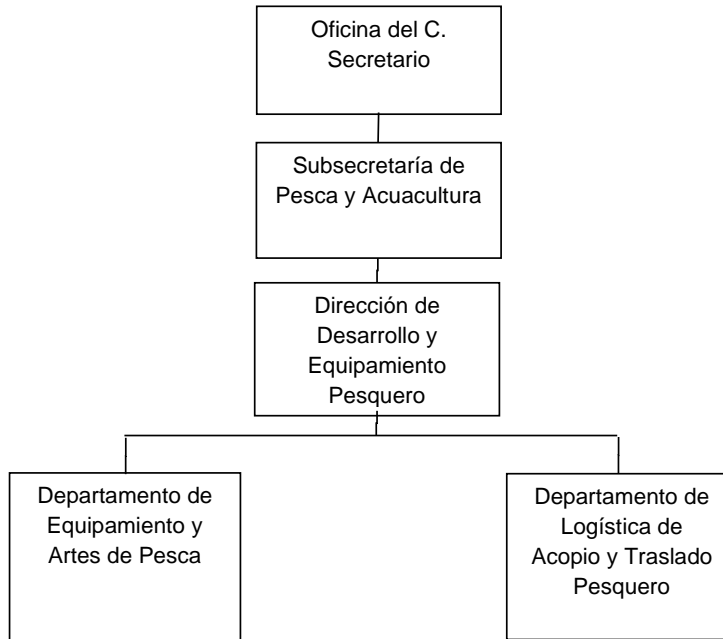 Oficina del C.
Secretario
Subsecretaría de
Pesca y Acuacultura
Dirección de
Desarrollo y
Equipamiento
Pesquero
Departamento de
Equipamiento y
Artes de Pesca
Departamento de
Logística de
Acopio y Traslado
Pesquero